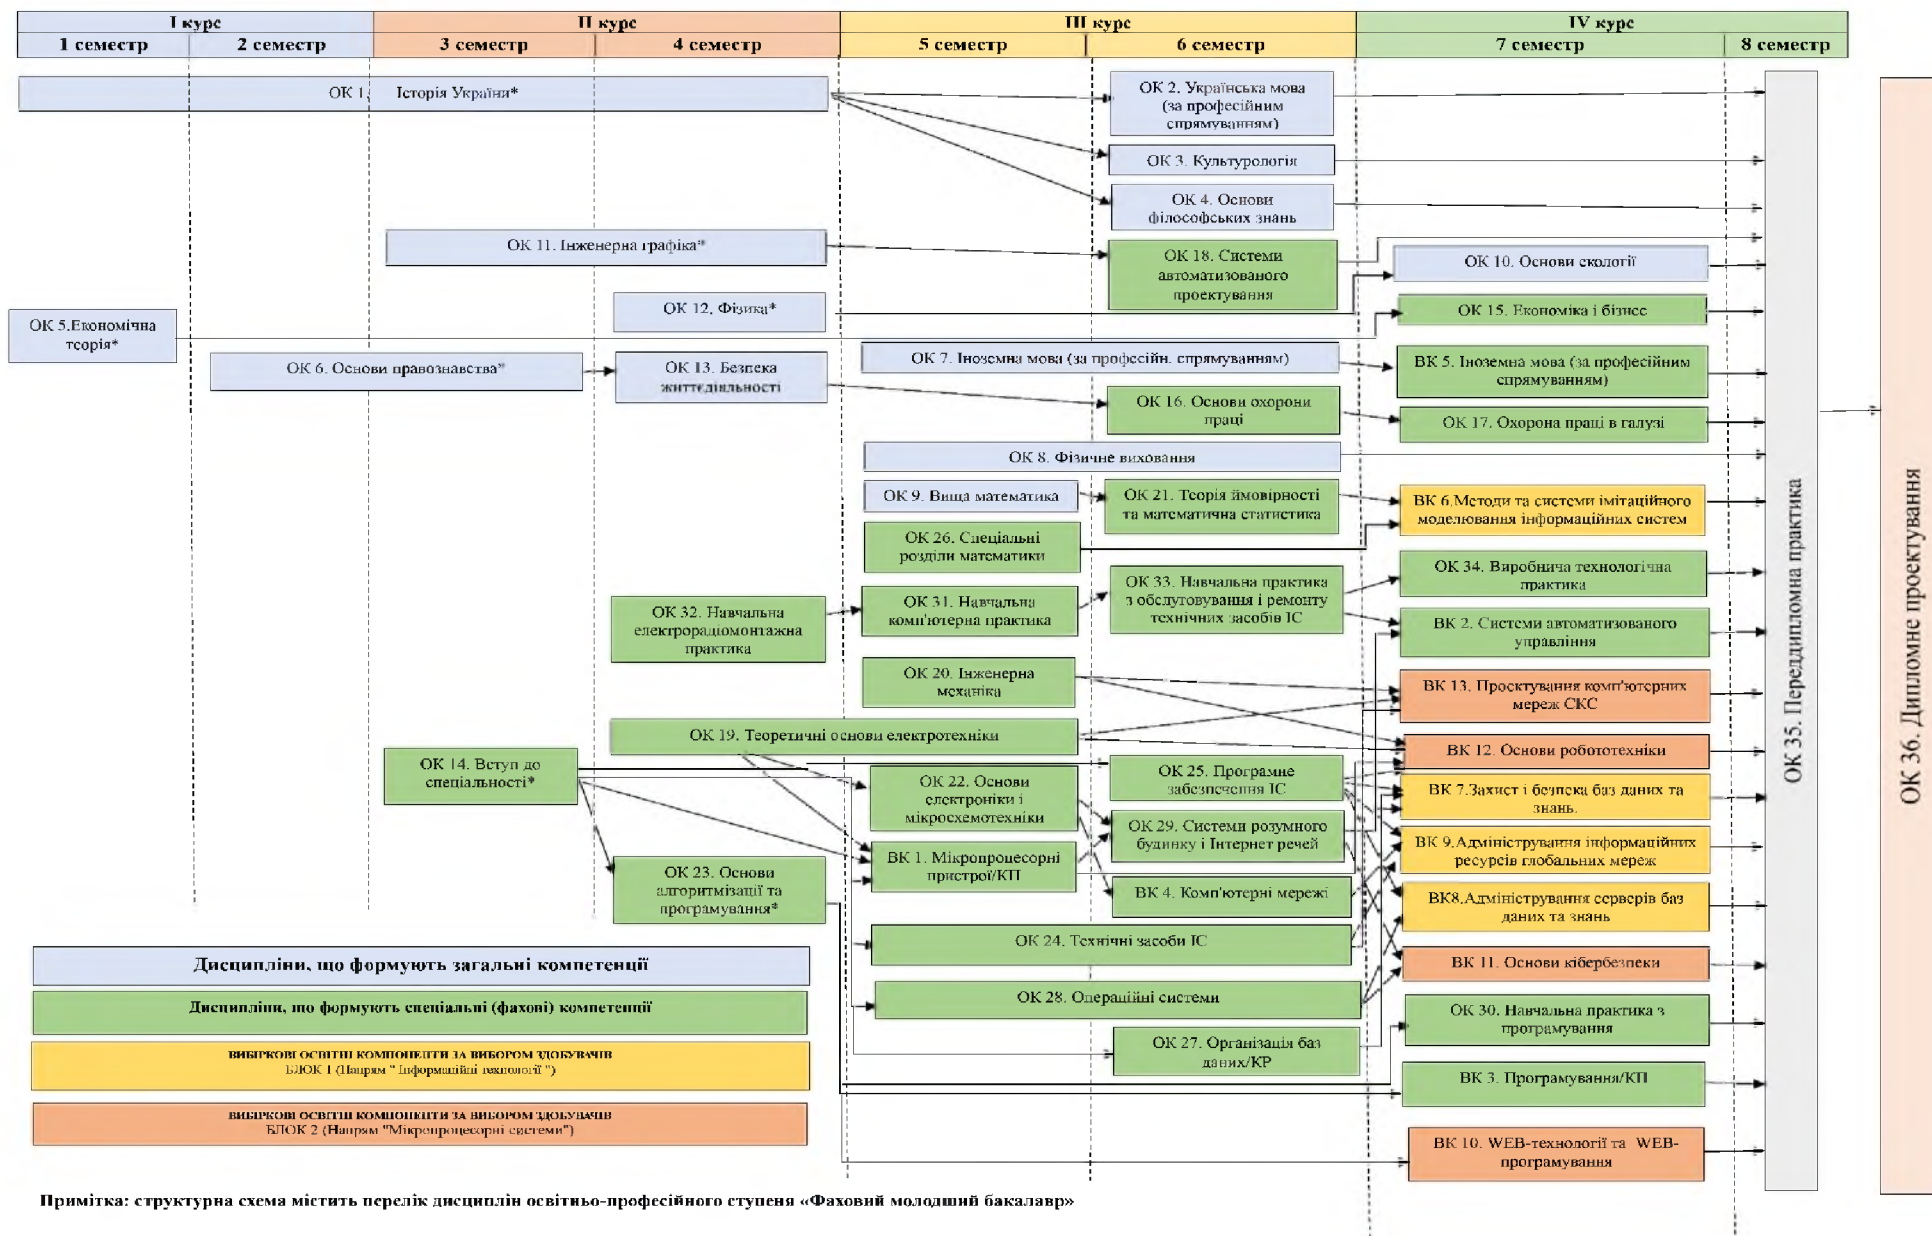 І курс
ІІ курс
ІІІ курс
IV курс
1 семестр
2 семестр
3 семестр
4 семестр
5 семестр
6 семестр
7 семестр
8 семестр
ОК 1. Історія України*
ОК 2. Українська мова
(за професійним
спрямуванням)
ОК 3. Культурологія
ОК 4. Основи
філософських знань
ОК 11. Інженерна графіка*
ОК 18. Системи
автоматизованого
проектування
ОК 10. Основи екології
ОК 12. Фізика*
ОК 15. Економіка і бізнес
ОК 5.Економічна
теорія*
ОК 7. Іноземна мова (за професійн. спрямуванням)
ВК 5. Іноземна мова (за професійним
спрямуванням)
ОК 6. Основи правознавства*
ОК 13. Безпека
життєдіяльності
ОК 16. Основи охорони
праці
ОК 17. Охорона праці в галузі
ОК 8. Фізичне виховання
ОК 9. Вища математика
ОК 21. Теорія ймовірності
та математична статистика
ВК 6.Методи та системи імітаційного
моделювання інформаційних систем
ОК 26. Спеціальні
розділи математики
ОК 34. Виробнича технологічна
практика
ОК 32. Навчальна
електрорадіомонтажна
практика
ОК 31. Навчальна
комп'ютерна практика
ОК 33. Навчальна практика
з обслуговування і ремонту
технічних засобів ІС
ВК 2. Системи автоматизованого
управління
ОК 20. Інженерна
механіка
ВК 13. Проєктування комп'ютерних
мереж СКС
ОК 19. Теоретичні основи електротехніки
ВК 12. Основи робототехніки
ОК 14. Вступ до
спеціальності*
ОК 22. Основи
електроніки і
мікросхемотехніки
ОК 25. Програмне
забезпечення ІС
ВК 7.Захист і безпека баз даних та
знань.
ОК 29. Системи розумного
будинку і Інтернет речей
ВК 9.Адміністрування інформаційних
ресурсів глобальних мереж
ОК 23. Основи
алгоритмізації та
програмування*
ВК 1. Мікропроцесорні
пристрої/КП
ВК 4. Комп'ютерні мережі
ВК8.Адміністрування серверів баз
даних та знань
ОК 24. Технічні засоби ІС
ВК 11. Основи кібербезпеки
ОК 28. Операційні системи
ОК 30. Навчальна практика з
програмування
ОК 27. Організація баз
даних/КР
ВК 3. Програмування/КП
ВК 10. WEB-технології та WEB-
програмування
ОК 35. Переддипломна практика
ОК 36. Дипломне проектування
Дисципліни, що формують загальні компетенції
Дисципліни, що формують спеціальні (фахові) компетенції
ВИБІРКОВІ ОСВІТНІ КОМПОНЕНТИ ЗА ВИБОРОМ ЗДОБУВАЧІВ
БЛОК 1 (Напрям " Інформаційні технології ")
ВИБІРКОВІ ОСВІТНІ КОМПОНЕНТИ ЗА ВИБОРОМ ЗДОБУВАЧІВ
БЛОК 2 (Напрям "Мікропроцесорні системи")
Примітка: структурна схема містить перелік дисциплін освітньо-професійного ступеня «Фаховий молодший бакалавр»